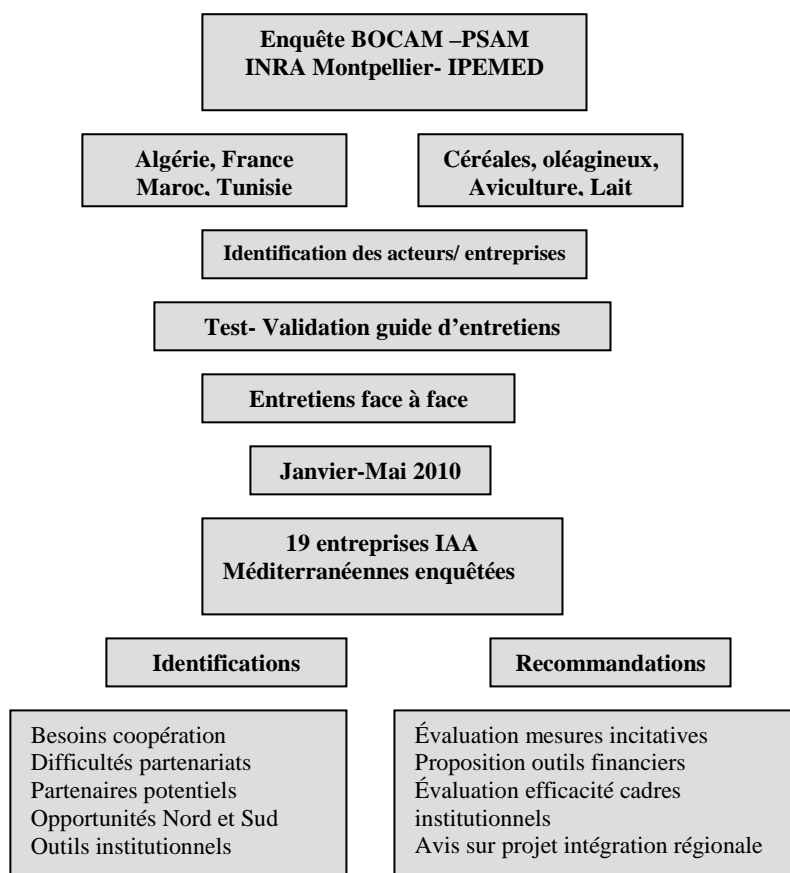 Enquête BOCAM –PSAM
INRA Montpellier- IPEMED
Algérie, France
Maroc, Tunisie
Céréales, oléagineux,
Aviculture, Lait
Identification des acteurs/ entreprises
Test- Validation guide d’entretiens
Entretiens face à face
Janvier-Mai 2010
19 entreprises IAA
Méditerranéennes enquêtées
Identifications
Recommandations
Besoins coopération
Difficultés partenariats
Partenaires potentiels
Opportunités Nord et Sud
Outils institutionnels
Évaluation mesures incitatives
Proposition outils financiers
Évaluation efficacité cadres
institutionnels
Avis sur projet intégration régionale